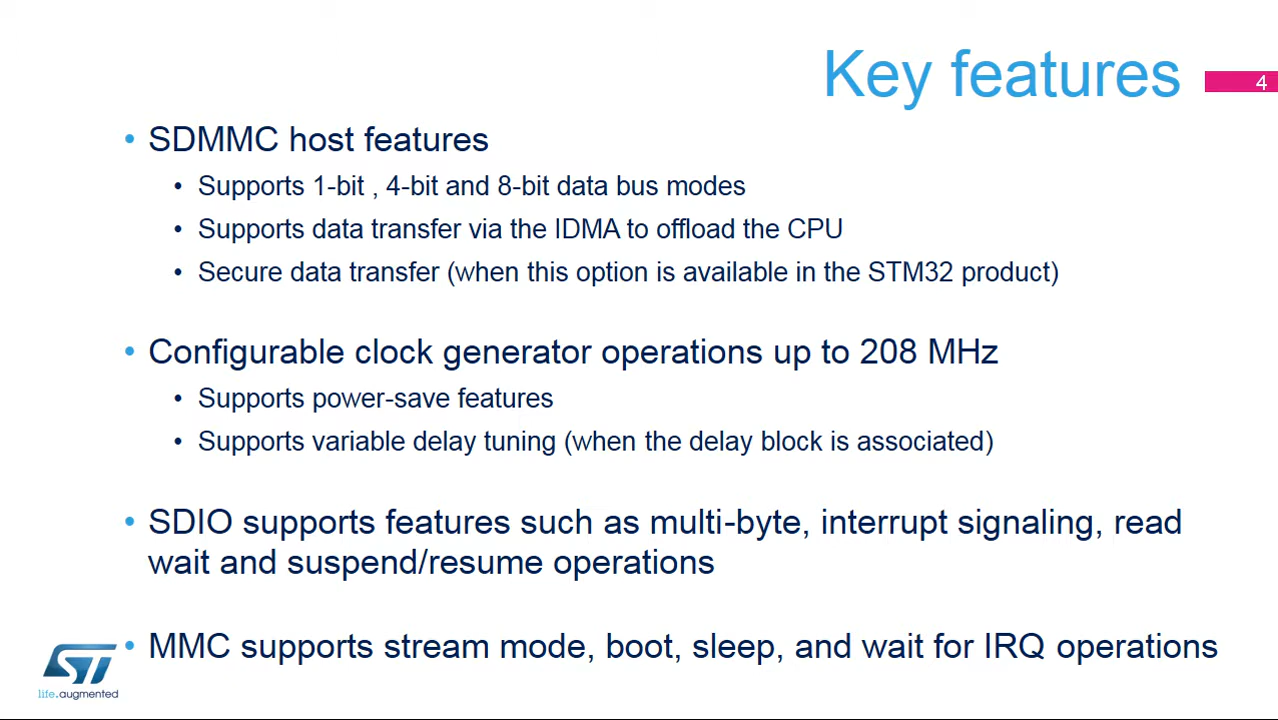 Key features
4
• SDMMC host features
• Supports 1-bit , 4-bit and 8-bit data bus modes
• Supports data transfer via the IDMA to offload the CPU
• Secure data transfer (when this option is available in the STM32 product)
• Configurable clock generator operations up to 208 MHz
• Supports power-save features
• Supports variable delay tuning (when the delay block is associated)
• SDIO supports features such as multi-byte, interrupt signaling, read
wait and suspend/resume operations
• MMC supports stream mode, boot, sleep, and wait for IRQ operations
ST
life.augmented